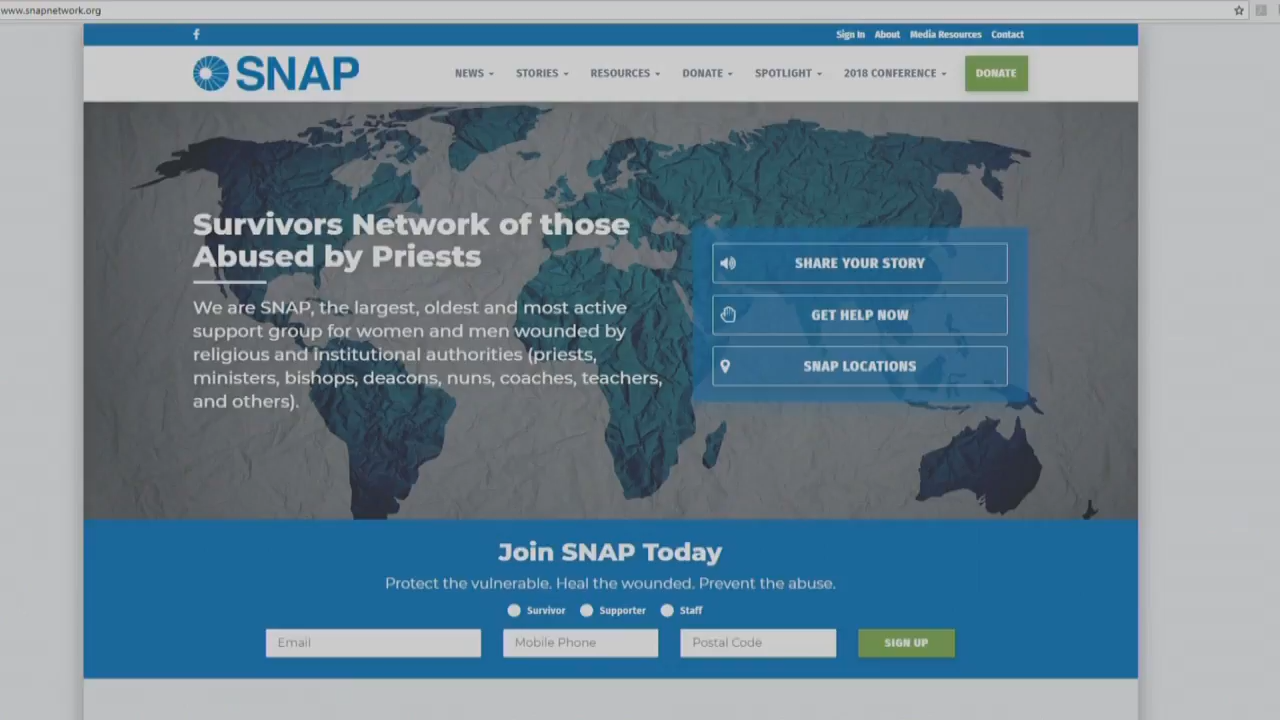 www.snapnetwork.org
Sign In About Media Resources Contact
SNAP
NEWS STORIES RESOURCES DONATE SPOTLIGHT 2018 CONFERENCE DONATE
Survivors Network of those
Abused by Priests
We are SNAP, the largest, oldest and most active
support group for women and men wounded by
religious and institutional authorities (priests,
ministers, bishops, deacons, nuns, coaches, teachers,
and others).
SHARE YOUR STORY
GET HELP NOW
SNAP LOCATIONS
Join SNAP Today
Protect the vulnerable. Heal the wounded. Prevent the abuse.
Survivor Supporter Staff
Email Mobile Phone Postal Code SIGN UP